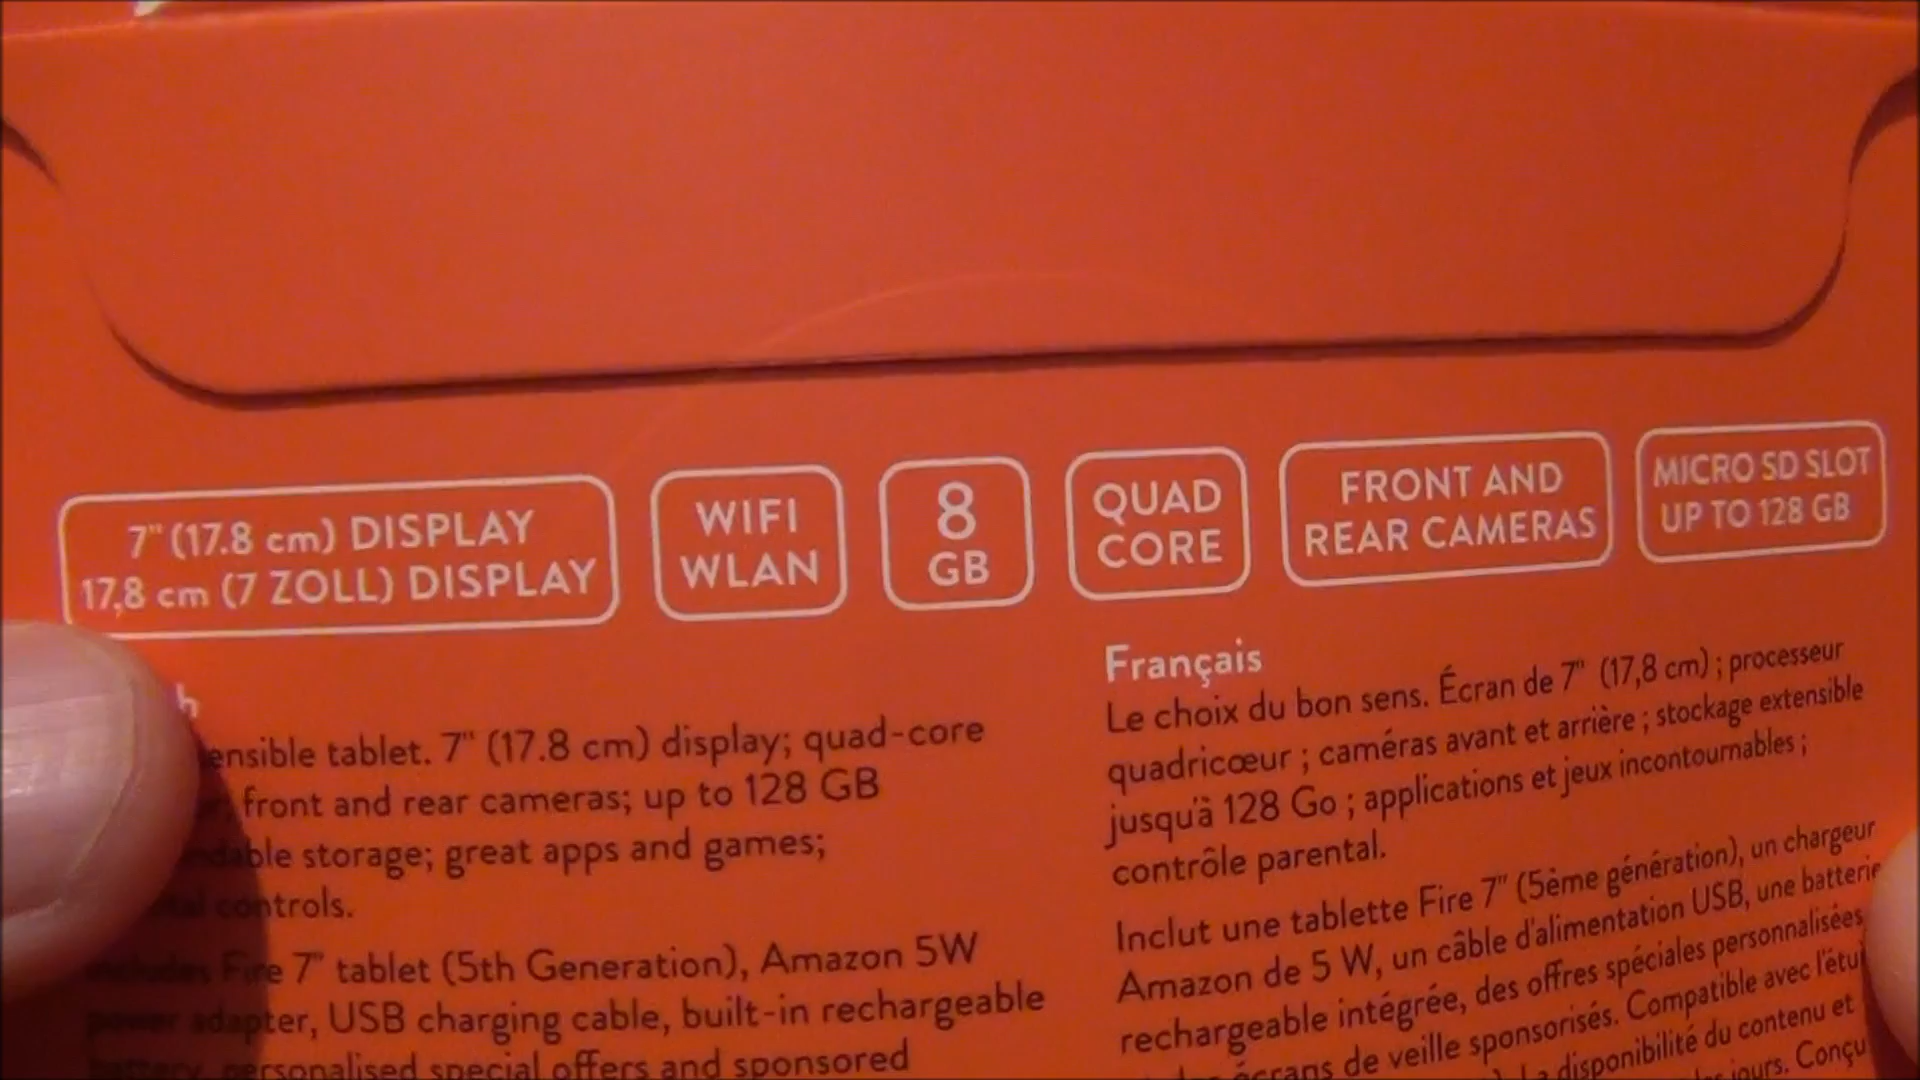 7" (17.8 cm) DISPLAY
17,8 cm (7 ZOLL) DISPLAY
WIFI
WLAN
8
GB
QUAD
CORE
FRONT AND
REAR CAMERAS
MICRO SD SLOT
UP TO 128 GB
tablet. 7" (17.8 cm) display; quad-core
front and rear cameras; up to 128 GB
storage; great apps and games;
controls.
includes Fire 7" tablet (5th Generation), Amazon 5W
power adapter, USB charging cable, built-in rechargeable
battery, personalised special offers and sponsored
Français
Le choix du bon sens. Écran de 7" (17,8 cm) ; processeur
quadricœur ; caméras avant et arrière ; stockage extensible
jusqu'à 128 Go ; applications et jeux incontournables ;
contrôle parental.
Inclut une tablette Fire 7" (5ème génération), un chargeur
Amazon de 5 W, un câble d'alimentation USB, une batterie
rechargeable intégrée, des offres spéciales personnalisées
écrans de veille sponsorisés. Compatible avec l'étui
La disponibilité du contenu et
jours. Conçu